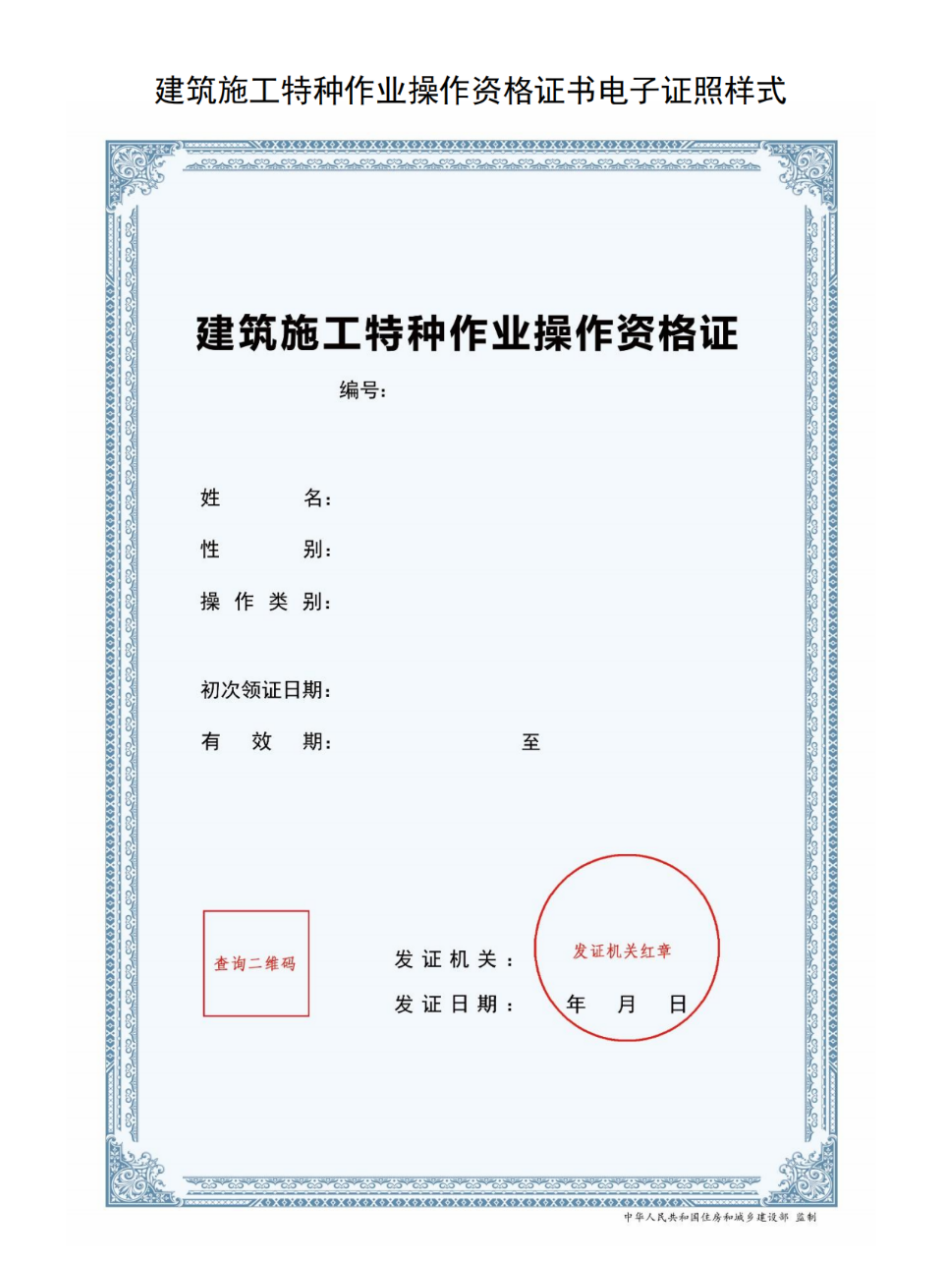 建筑施工特种作业操作资格证书电子证照样式
建筑施工特种作业操作资格证
编号：
姓 名：
性 别：
操 作 类 别：
初次领证日期：
有 效 期： 至
查询二维码
发 证 机 关 ：
发证机关红章
发 证 日 期 ： 年 月 日
中华人民共和国住房和城乡建设部 监制